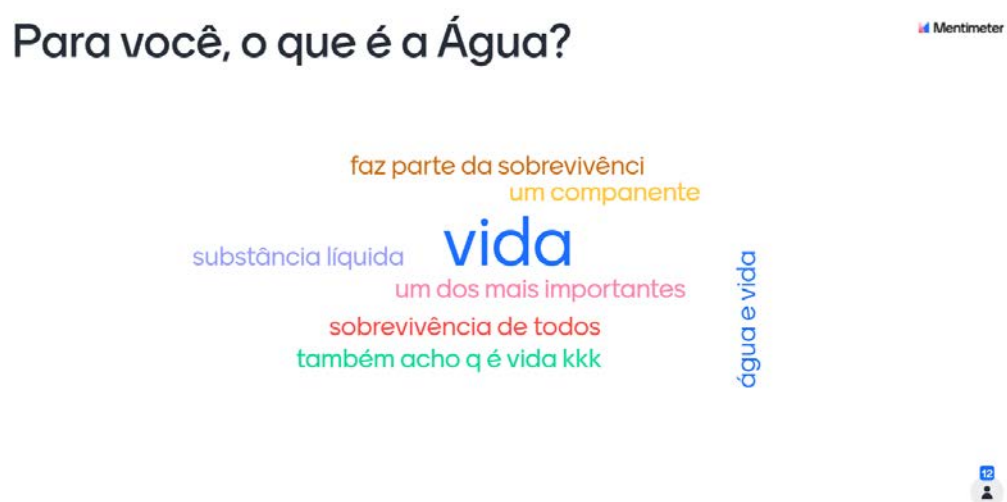 Para você, o que é a Água?
Mentimeter
faz parte da sobrevivênci
um companente
vida
substância líquida
um dos mais importantes
sobrevivência de todos
também acho q é vida kkk
água e vida
12